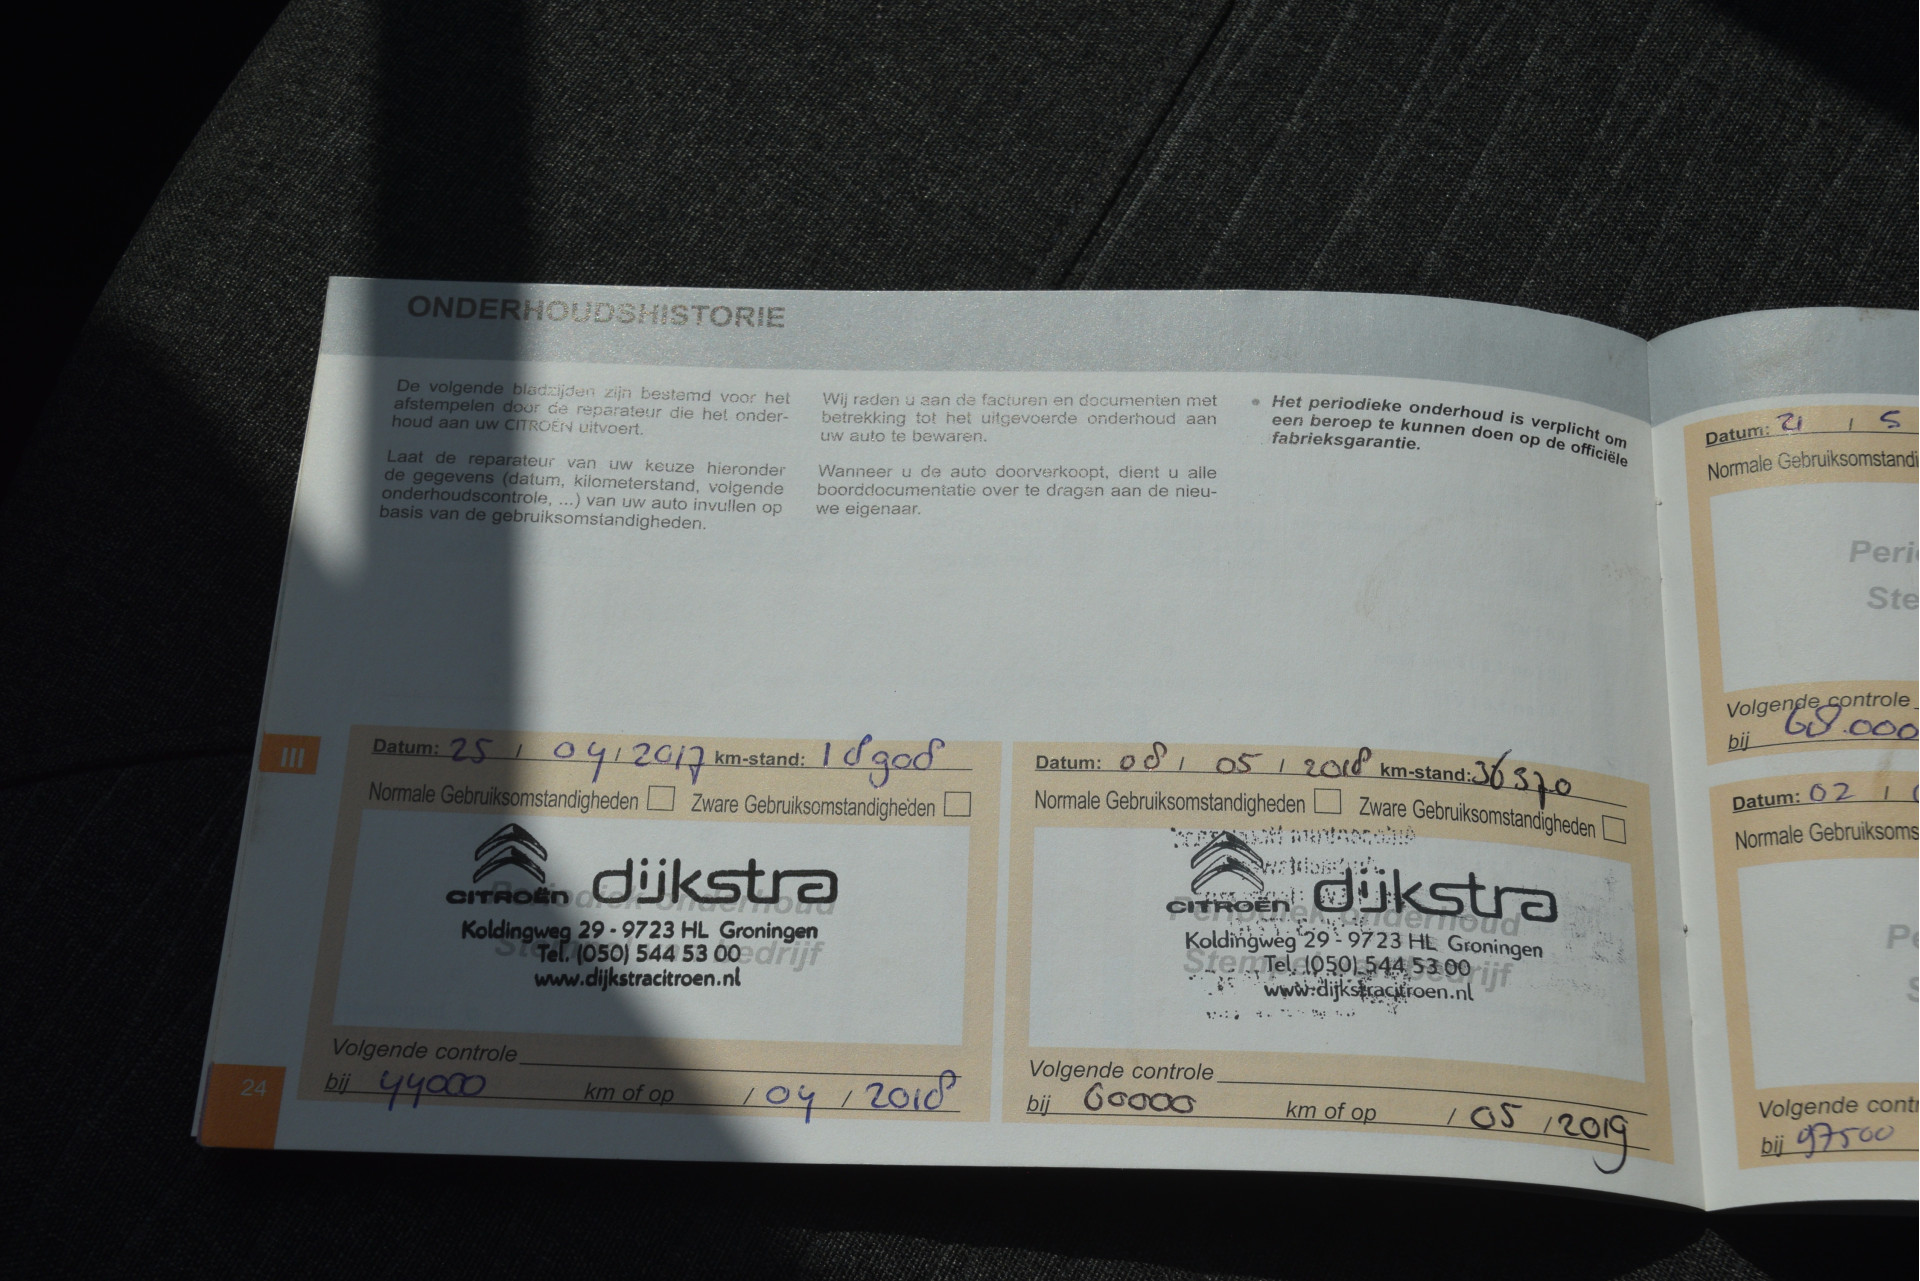 ONDERHOUDSHISTORIE
De volgende bladzijden zijn bestemd voor het
afstempelen door de reparateur die het onder-
houd aan uw CITROËN uitvoert.
Laat de reparateur van uw keuze hieronder
de gegevens (datum, kilometerstand, volgende
onderhoudscontrole, ...) van uw auto invullen op
basis van de gebruiksomstandigheden.
Wij raden u aan de facturen en documenten met
betrekking tot het uitgevoerde onderhoud aan
uw auto te bewaren.
Wanneer u de auto doorverkoopt, dient u alle
boorddocumentatie over te dragen aan de nieu-
we eigenaar.
• Het periodieke onderhoud is verplicht om
een beroep te kunnen doen op de officiële
fabrieksgarantie.
III
Datum: 25 / 04 / 2017 km-stand: 18908
Normale Gebruiksomstandigheden Zware Gebruiksomstandigheden
Periodiek onderhoud
CITROËN dijkstra
Koldingweg 29 - 9723 HL Groningen
Tel. (050) 544 53 00
www.dijkstracitroen.nl
Volgende controle
bij 44000 km of op / 04 / 2018
24
Datum: 08 / 05 / 2018 km-stand: 36370
Normale Gebruiksomstandigheden Zware Gebruiksomstandigheden
Periodiek onderhoud
CITROËN dijkstra
Koldingweg 29 - 9723 HL Groningen
Tel. (050) 544 53 00
www.dijkstracitroen.nl
Volgende controle
bij 60000 km of op / 05 / 2019
Datum: 21 / 5
Normale Gebruiksomstandi
Peri
Ste
Volgende controle
bij 68.000
Datum: 02 /
Normale Gebruiksoms
Pe
S
Volgende contr
bij 97500